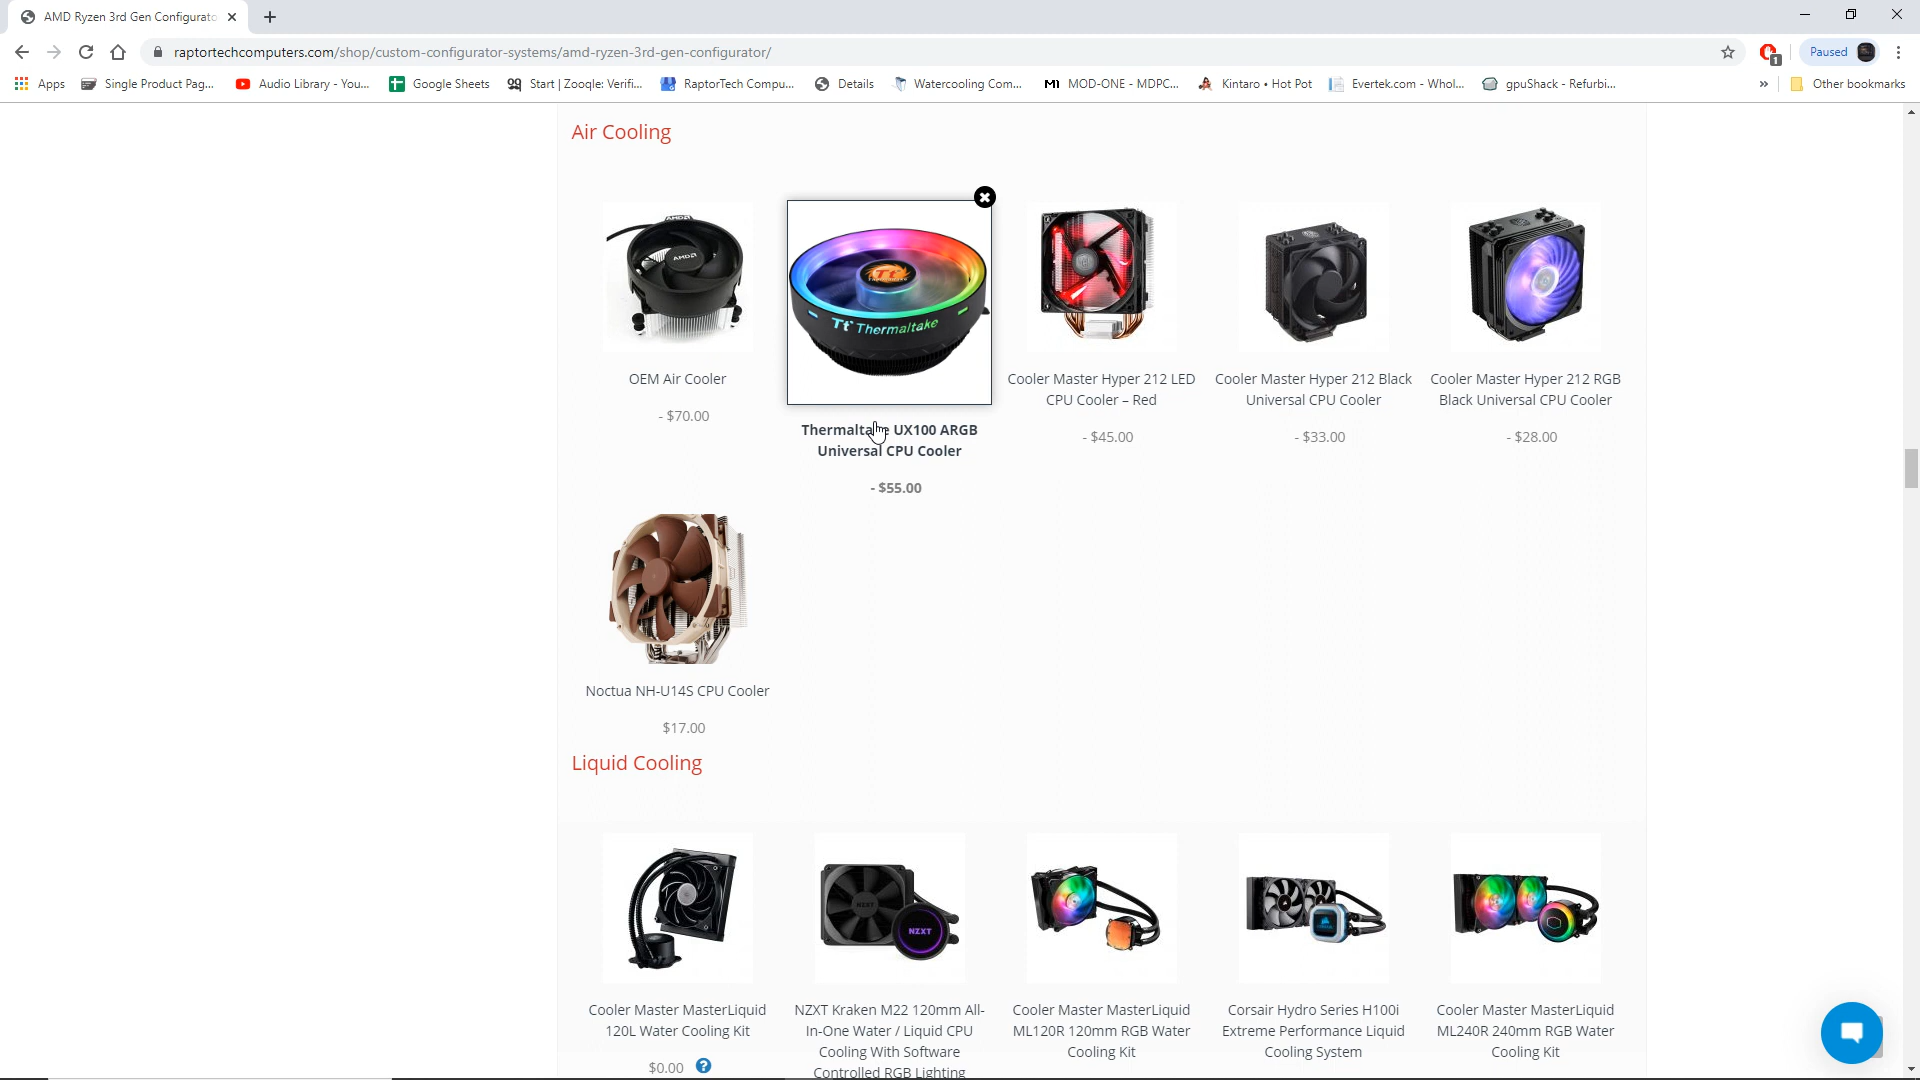 AMD Ryzen 3rd Gen Configurato
raptortechcomputers.com/shop/custom-configurator-systems/amd-ryzen-3rd-gen-configurator/
1
Paused
Apps
Single Product Pag...
Audio Library - You...
Google Sheets
Start | Zooqle: Verifi...
RaptorTech Compu...
Details
Watercooling Com...
MOD-ONE - MDPC...
Kintaro • Hot Pot
Evertek.com - Whol...
gpuShack - Refurbi...
»
Other bookmarks
Air Cooling
AMD
Tt Thermaltake
OEM Air Cooler
- $70.00
Thermaltake UX100 ARGB
Universal CPU Cooler
- $55.00
Cooler Master Hyper 212 LED
CPU Cooler – Red
- $45.00
Cooler Master Hyper 212 Black
Universal CPU Cooler
- $33.00
Cooler Master Hyper 212 RGB
Black Universal CPU Cooler
- $28.00
Noctua NH-U14S CPU Cooler
$17.00
Liquid Cooling
NZXT
Cooler Master MasterLiquid
120L Water Cooling Kit
$0.00 ?
NZXT Kraken M22 120mm All-
In-One Water / Liquid CPU
Cooling With Software
Controlled RGB Lighting
Cooler Master MasterLiquid
ML120R 120mm RGB Water
Cooling Kit
Corsair Hydro Series H100i
Extreme Performance Liquid
Cooling System
Cooler Master MasterLiquid
ML240R 240mm RGB Water
Cooling Kit